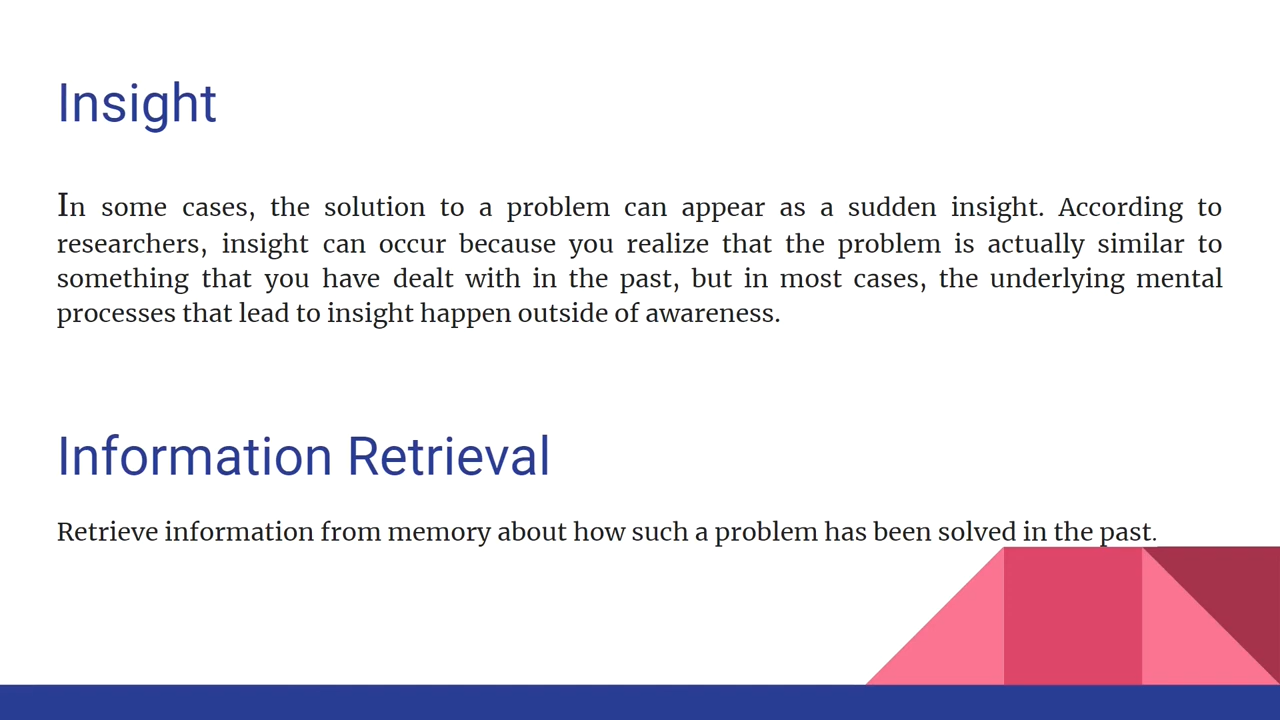 Insight
In some cases, the solution to a problem can appear as a sudden insight. According to
researchers, insight can occur because you realize that the problem is actually similar to
something that you have dealt with in the past, but in most cases, the underlying mental
processes that lead to insight happen outside of awareness.
Information Retrieval
Retrieve information from memory about how such a problem has been solved in the past.